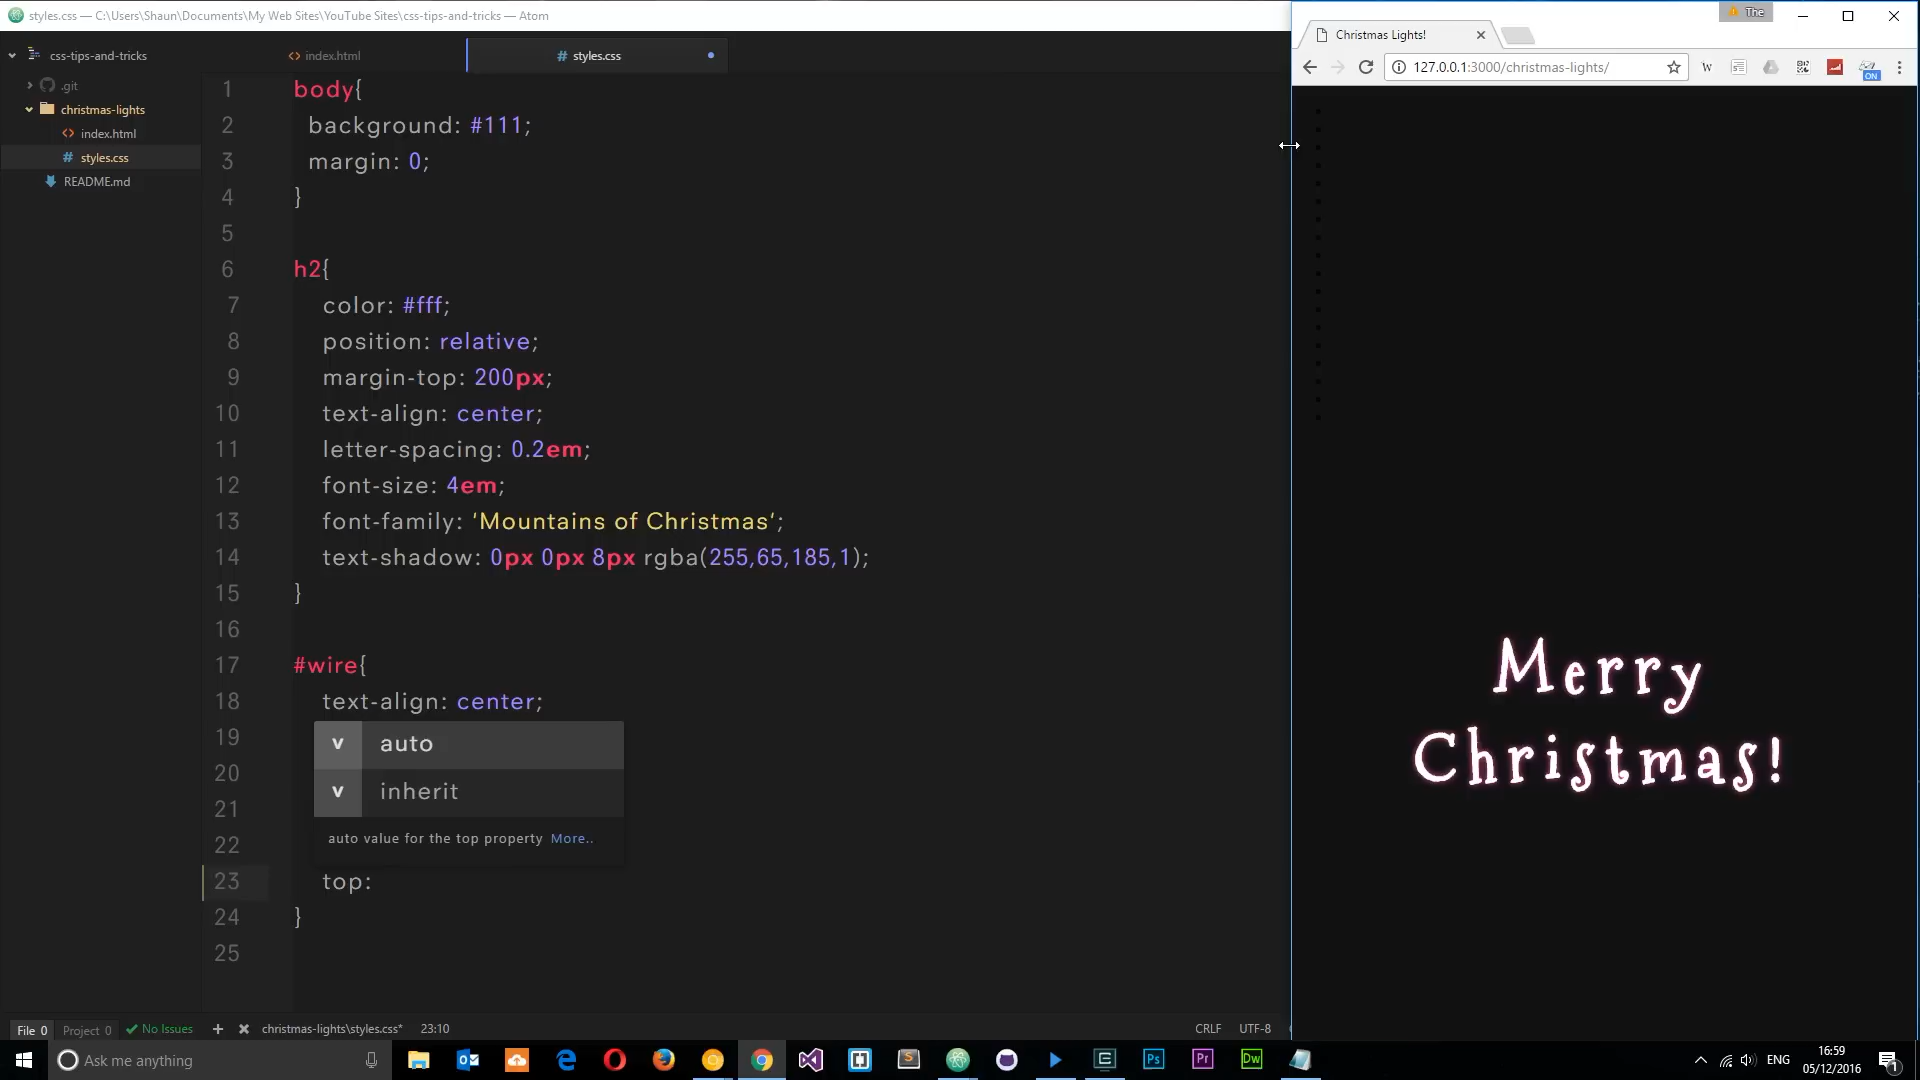 styles.css — C:\Users\Shaun\Documents\My Web Sites\YouTube Sites\css-tips-and-tricks — Atom
The
css-tips-and-tricks
.git
christmas-lights
index.html
styles.css
README.md
index.html
styles.css
1 body{
2 background: #111;
3 margin: 0;
4 }
5
6 h2{
7 color: #fff;
8 position: relative;
9 margin-top: 200px;
10 text-align: center;
11 letter-spacing: 0.2em;
12 font-size: 4em;
13 font-family: 'Mountains of Christmas';
14 text-shadow: 0px 0px 8px rgba(255,65,185,1);
15 }
16
17 #wire{
18 text-align: center;
19
20
21
22
v auto
v inherit
auto value for the top property More..
23 top:
24 }
25
File 0 Project 0 No Issues christmas-lights\styles.css* 23:10 CRLF UTF-8
Christmas Lights!
127.0.0.1:3000/christmas-lights/
W
ON
Merry
Christmas!
Ask me anything
S
Ps
Pr
Dw
ENG
16:59
05/12/2016
1